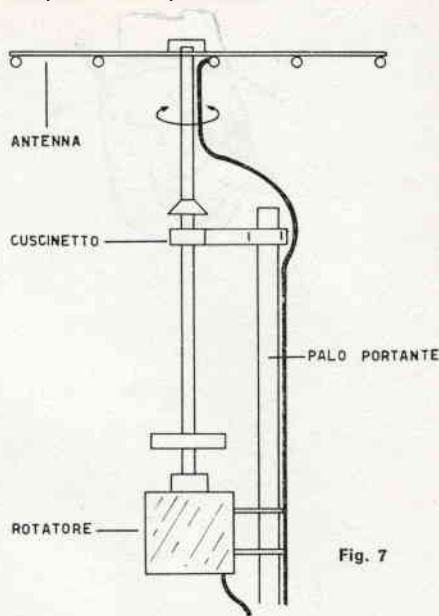 ANTENNA
CUSCINETTO
PALO PORTANTE
ROTATORE
Fig. 7